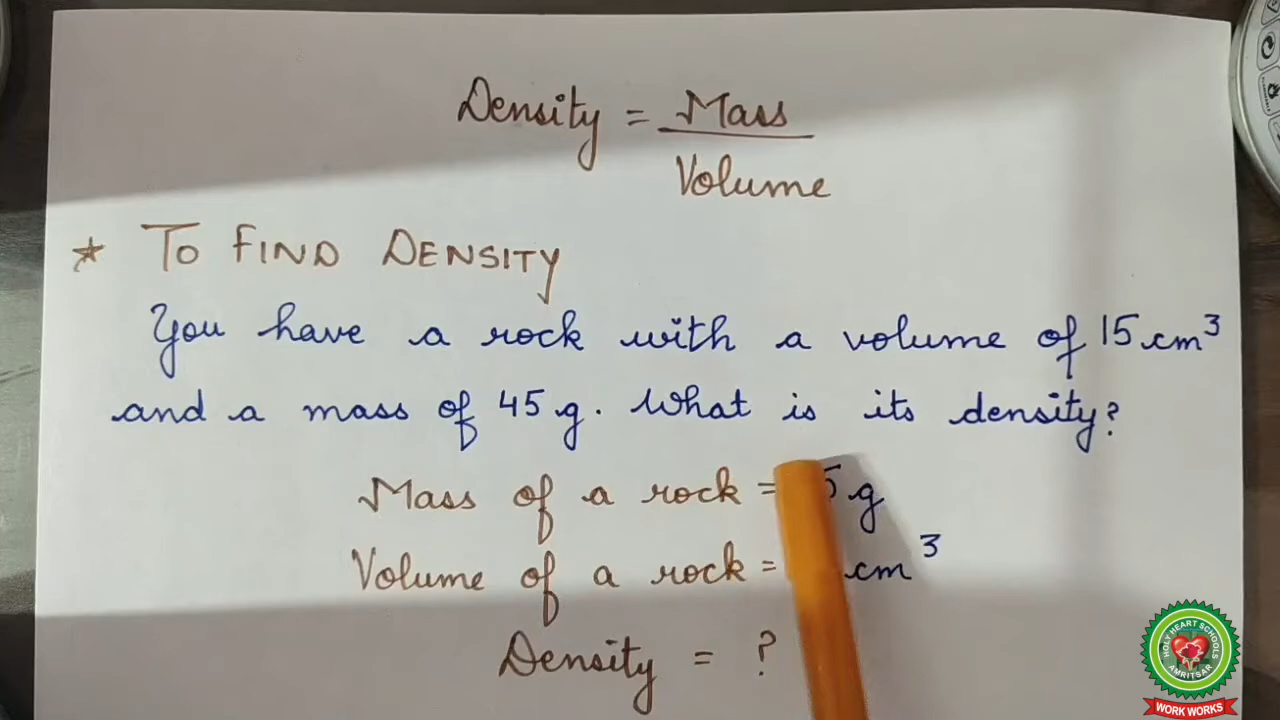 Density = Mass
Volume
* TO FIND DENSITY
You have a rock with a volume of 15 cm³
and a mass of 45 g. What is its density?
Mass of a rock = 5 g
Volume of a rock = cm³
Density = ?
HOLY HEART SCHOOLS
AMRITSAR
WORK WORKS